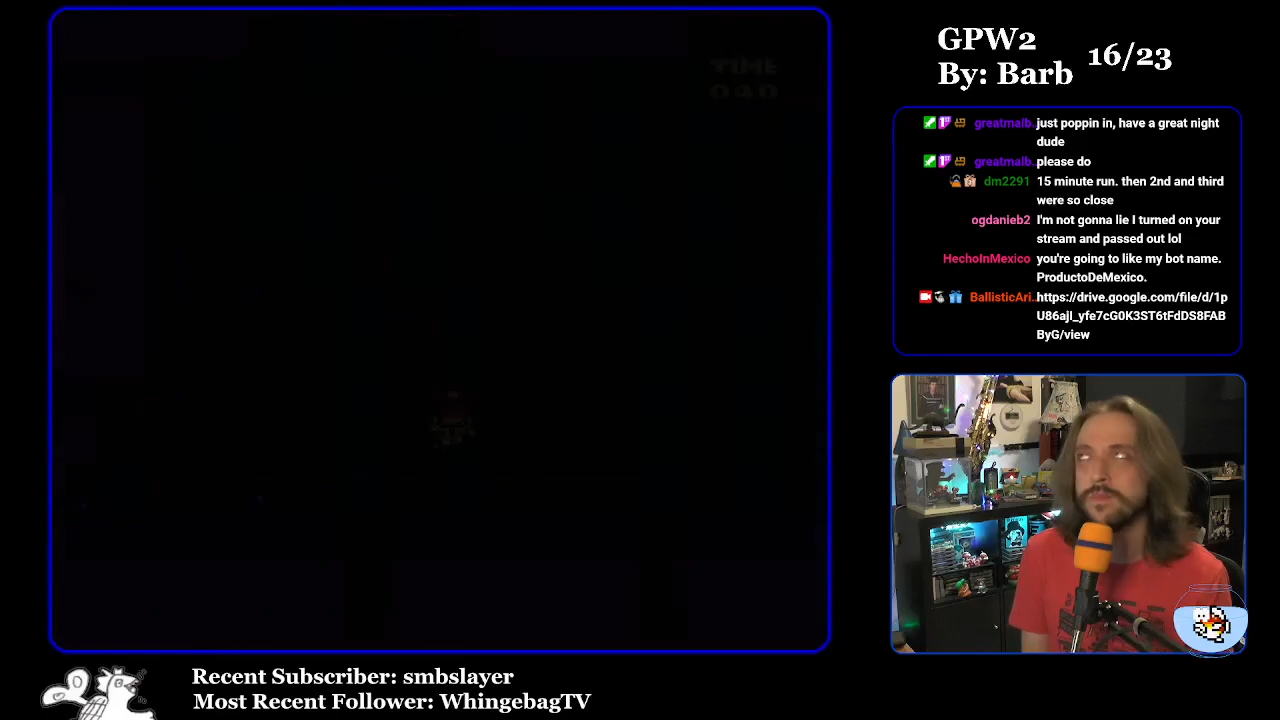 TIME
040
GPW2
By: Barb
16/23
greatmalb. just poppin in, have a great night
dude
greatmalb. please do
dm2291 15 minute run. then 2nd and third
were so close
ogdanieb2 I'm not gonna lie I turned on your
stream and passed out lol
HechoInMexico you're going to like my bot name.
ProductoDeMexico.
BallisticAri.. https://drive.google.com/file/d/1p
U86ajI_yfe7cG0K3ST6tFdDS8FAB
ByG/view
Recent Subscriber: smbslayer
Most Recent Follower: WhingebagTV